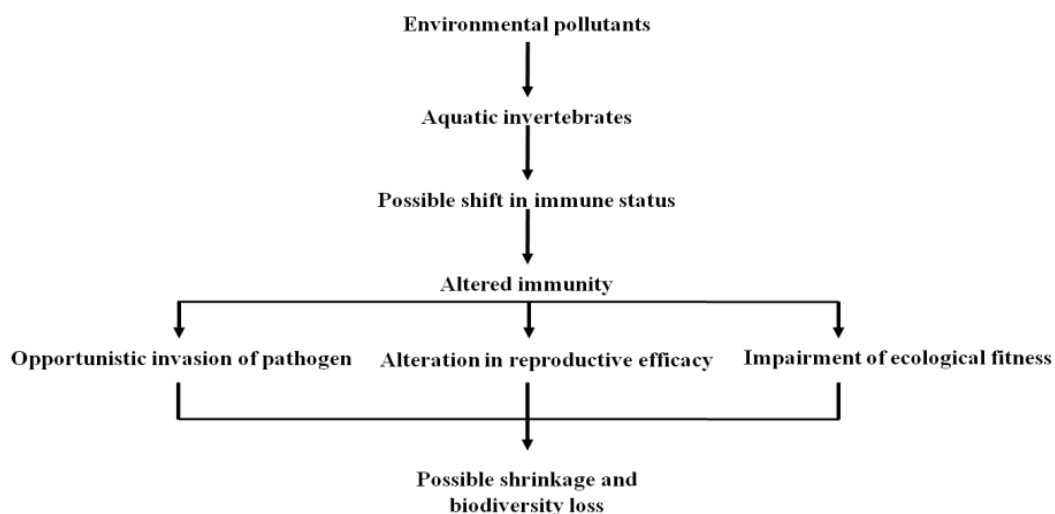 Environmental pollutants
Aquatic invertebrates
Possible shift in immune status
Altered immunity
Opportunistic invasion of pathogen
Alteration in reproductive efficacy
Impairment of ecological fitness
Possible shrinkage and
biodiversity loss